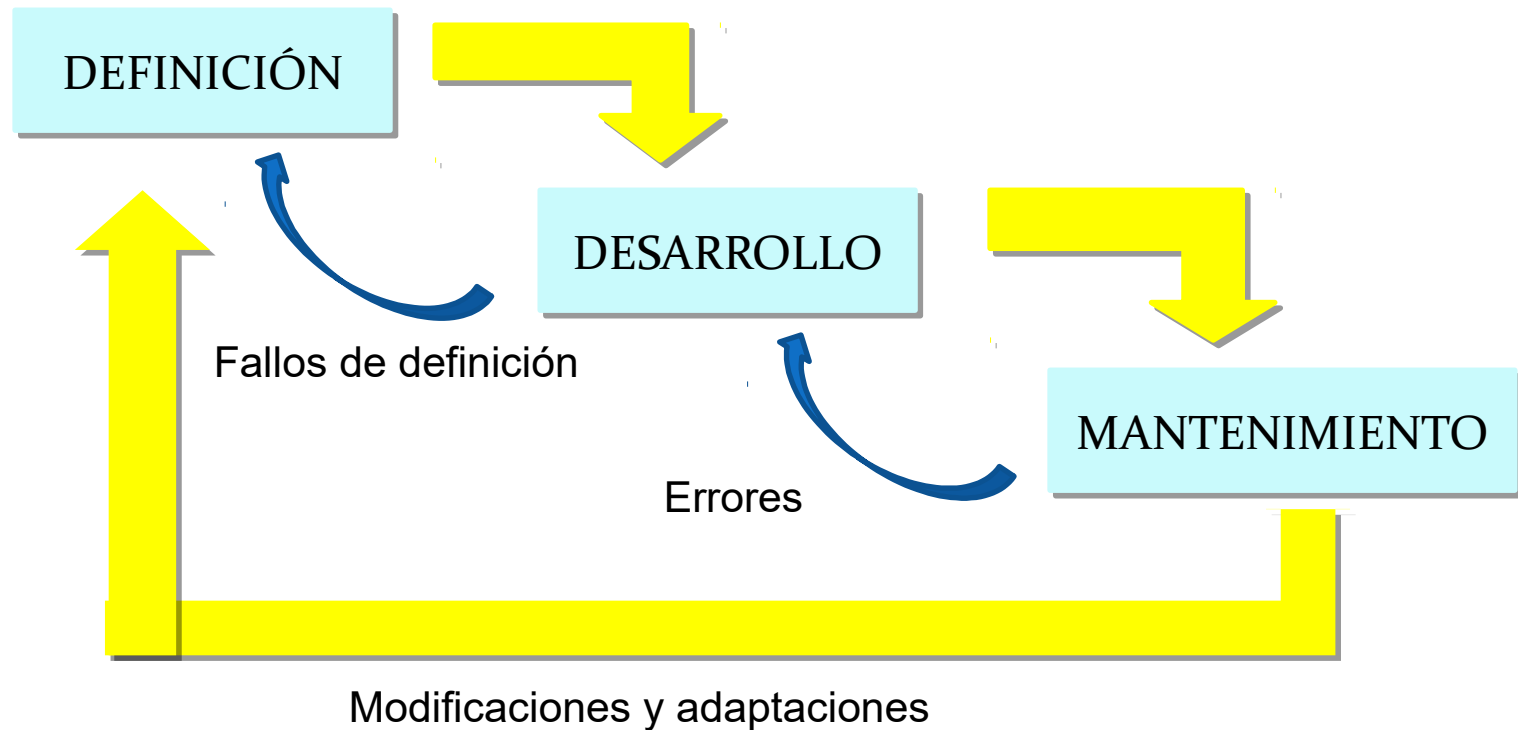 DEFINICIÓN
DESARROLLO
Fallos de definición
MANTENIMIENTO
Errores
Modificaciones y adaptaciones